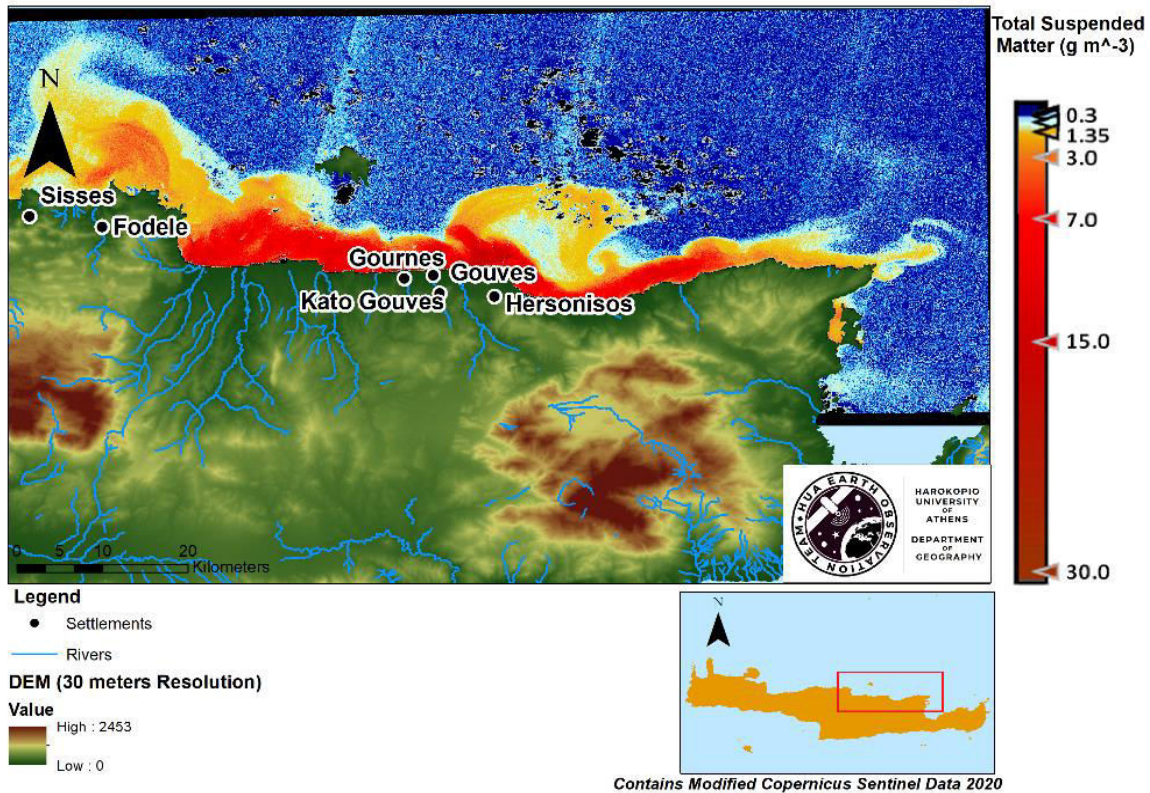 Total Suspended
Matter (g m^-3)
0.3
1.35
3.0
7.0
15.0
30.0
N
Sisses
Fodele
Gournes
Gouves
Kato Gouves
Hersonisos
0 5 10 20
Kilometers
HUA EARTH OBSERVATION TEAM
HAROKOPIO
UNIVERSITY
OF
ATHENS
DEPARTMENT
OF
GEOGRAPHY
Legend
Settlements
Rivers
DEM (30 meters Resolution)
Value
High : 2453
Low : 0
N
Contains Modified Copernicus Sentinel Data 2020